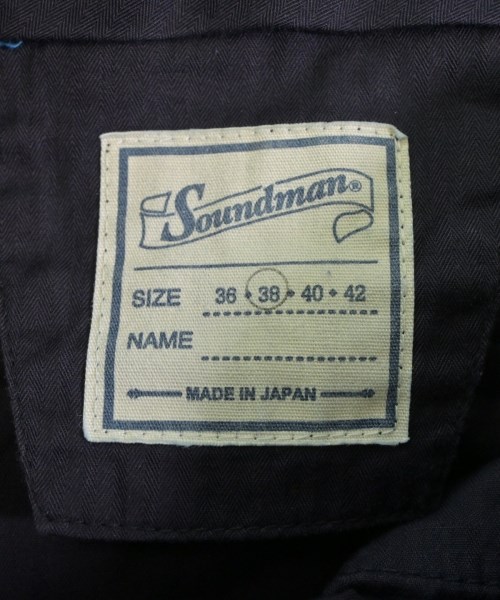 Soundman®
SIZE 36 • 38 • 40 • 42
NAME
MADE IN JAPAN